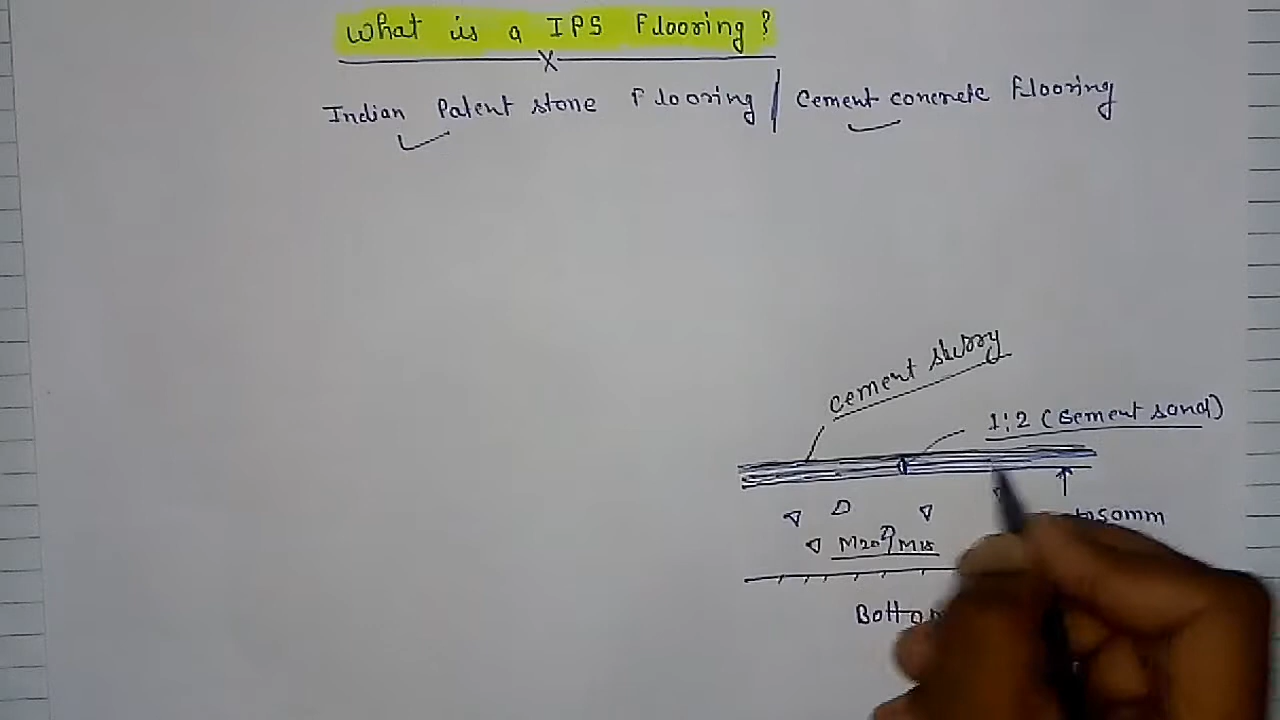 What is a IPS Flooring?
X
Indian Patent stone Flooring / Cement concrete Flooring
cement slurry
1:2 (cement sand)
50mm
M20 M15